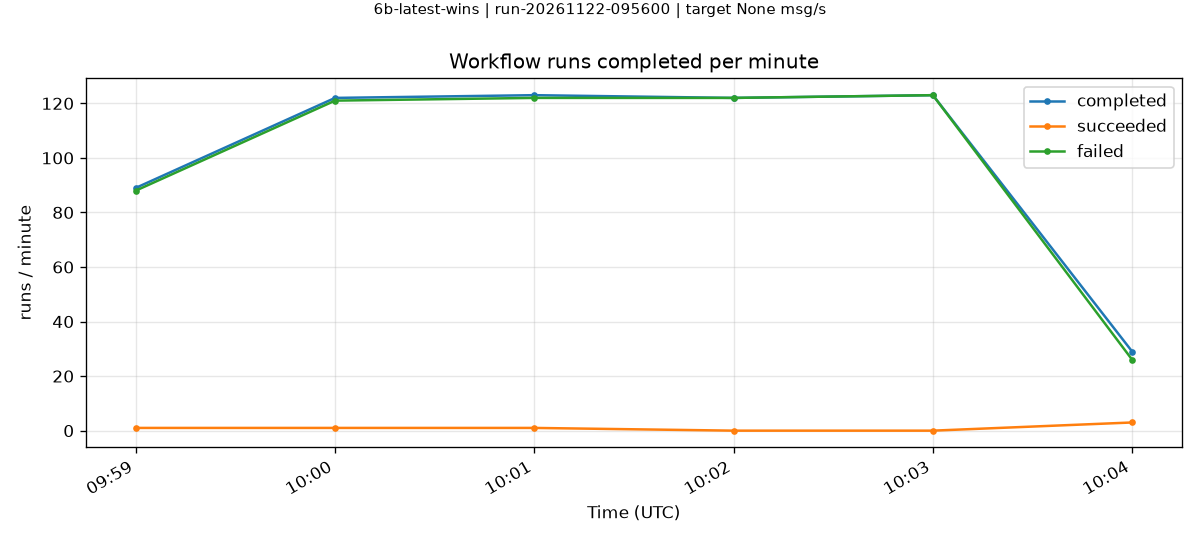 6b-latest-wins | run-20261122-095600 | target None msg/s
Workflow runs completed per minute
completed
succeeded
failed
runs / minute
120
100
80
60
40
20
0
09:59
10:00
10:01
10:02
10:03
10:04
Time (UTC)